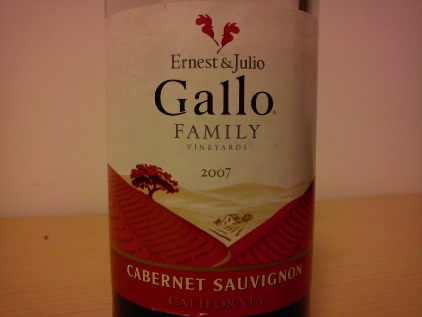 Ernest & Julio
Gallo
FAMILY
VINEYARDS
2007
CABERNET SAUVIGNON
CALIFORNIA